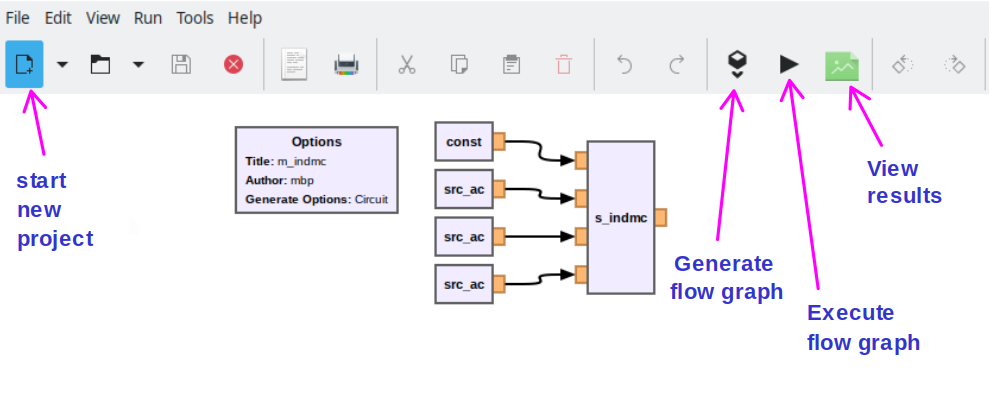 File Edit View Run Tools Help
Options
Title: m_indmc
Author: mbp
Generate Options: Circuit
const
src_ac
src_ac
src_ac
s_indmc
start
new
project
Generate
flow graph
Execute
flow graph
View
results